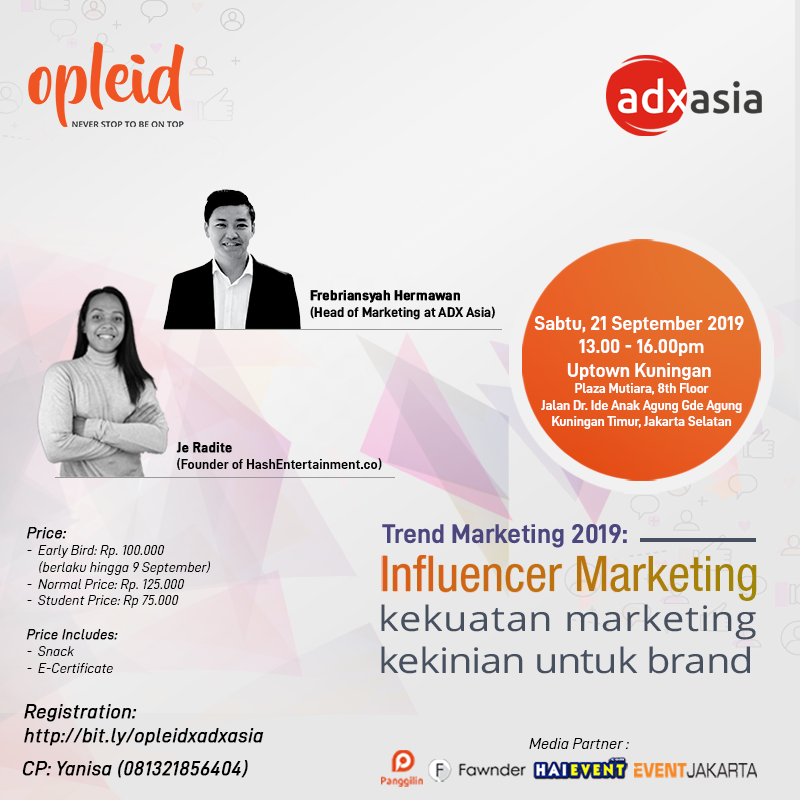 opleid
NEVER STOP TO BE ON TOP
adxasia
Frebriansyah Hermawan
(Head of Marketing at ADX Asia)
Je Radite
(Founder of HashEntertainment.co)
Sabtu, 21 September 2019
13.00 - 16.00pm
Uptown Kuningan
Plaza Mutiara, 8th Floor
Jalan Dr. Ide Anak Agung Gde Agung
Kuningan Timur, Jakarta Selatan
Price:
- Early Bird: Rp. 100.000
(berlaku hingga 9 September)
- Normal Price: Rp. 125.000
- Student Price: Rp 75.000
Price Includes:
- Snack
- E-Certificate
Trend Marketing 2019:
Influencer Marketing
kekuatan marketing
kekinian untuk brand
Registration:
http://bit.ly/opleidxadxasia
CP: Yanisa (081321856404)
Media Partner :
Panggilin
F Fawnder
HAIEVENT
EVENTJAKARTA